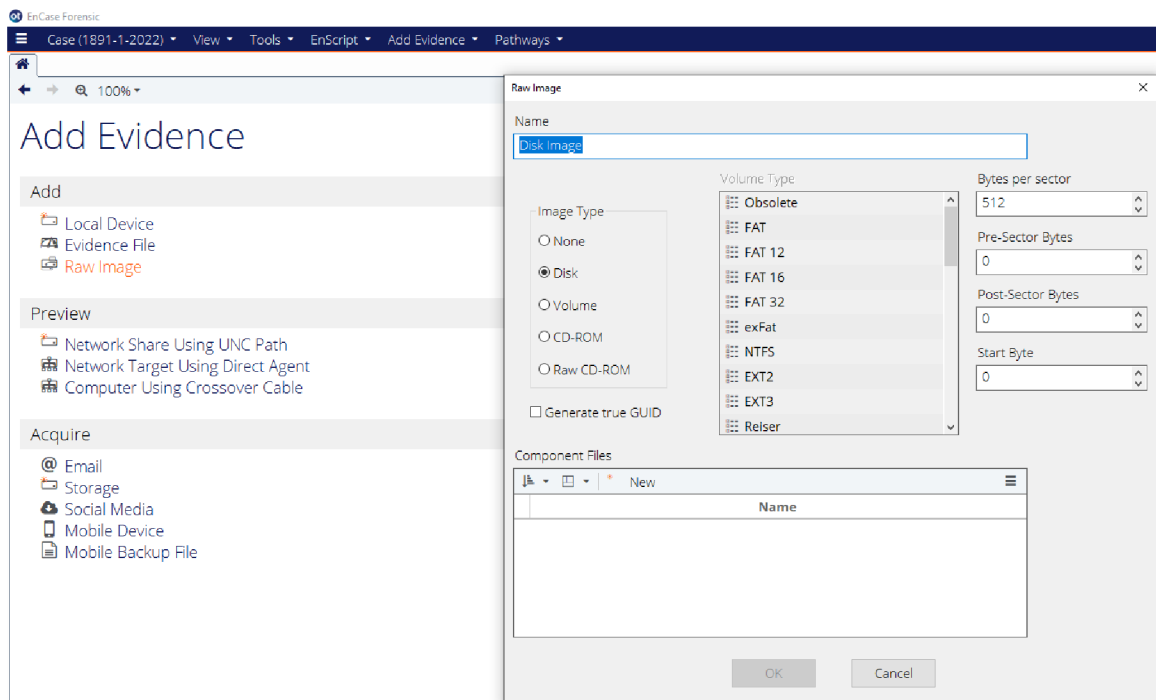 ot EnCase Forensic
Case (1891-1-2022) View Tools EnScript Add Evidence Pathways
100%
Add Evidence
Add
Local Device
Evidence File
Raw Image
Preview
Network Share Using UNC Path
Network Target Using Direct Agent
Computer Using Crossover Cable
Acquire
Email
Storage
Social Media
Mobile Device
Mobile Backup File
Raw Image
Name
Disk Image
Image Type
None
Disk
Volume
CD-ROM
Raw CD-ROM
Generate true GUID
Volume Type
Obsolete
FAT
FAT 12
FAT 16
FAT 32
exFat
NTFS
EXT2
EXT3
Reiser
Bytes per sector
512
Pre-Sector Bytes
0
Post-Sector Bytes
0
Start Byte
0
Component Files
New
Name
OK Cancel